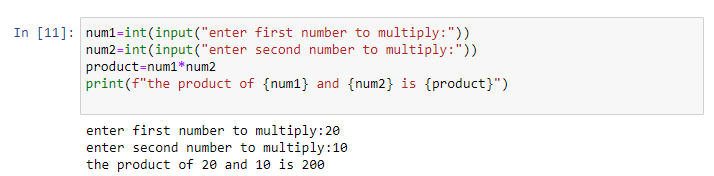 In [11]: num1=int(input("enter first number to multiply:"))
num2=int(input("enter second number to multiply:"))
product=num1*num2
print(f"the product of {num1} and {num2} is {product}")
enter first number to multiply:20
enter second number to multiply:10
the product of 20 and 10 is 200